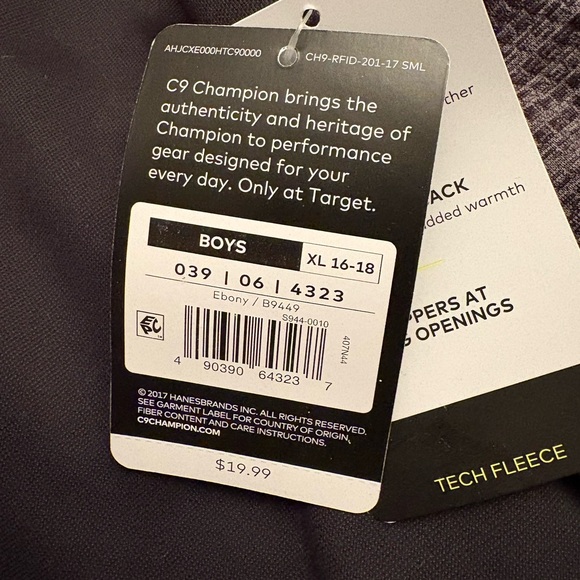 AHJCXE000HTC90000
CH9-RFID-201-17 SML
C9 Champion brings the
authenticity and heritage of
Champion to performance
gear designed for your
every day. Only at Target.
BOYS
XL 16-18
039 | 06 | 4323
Ebony / B9449
S944-0010
407N44
EPC
4 90390 64323 7
© 2017 HANESBRANDS INC. ALL RIGHTS RESERVED.
SEE GARMENT LABEL FOR COUNTRY OF ORIGIN,
FIBER CONTENT AND CARE INSTRUCTIONS.
C9CHAMPION.COM
$19.99
ther
ACK
dded warmth
PPERS AT
OPENINGS
TECH FLEECE